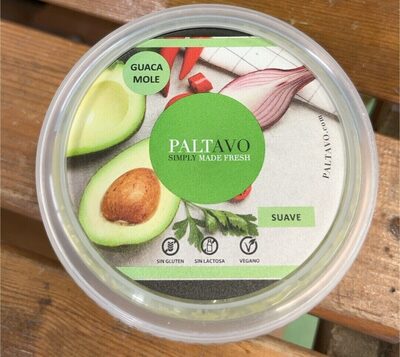 GUACA
MOLE
PALTAVO
SIMPLY MADE FRESH
PALTAVO.com
SUAVE
SIN GLUTEN
SIN LACTOSA
VEGANO